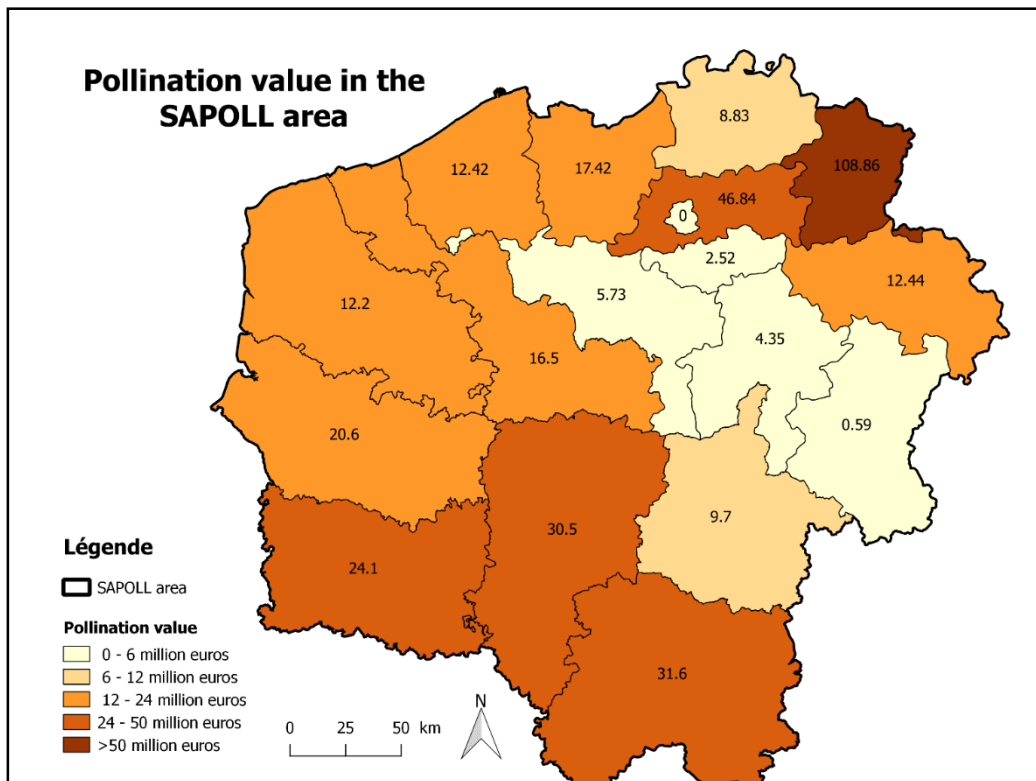 Pollination value in the
SAPOLL area
8.83
108.86
12.42
17.42
46.84
0
2.52
12.44
5.73
12.2
4.35
16.5
0.59
20.6
9.7
30.5
24.1
31.6
Légende
SAPOLL area
Pollination value
0 - 6 million euros
6 - 12 million euros
12 - 24 million euros
24 - 50 million euros
>50 million euros
N
0 25 50 km